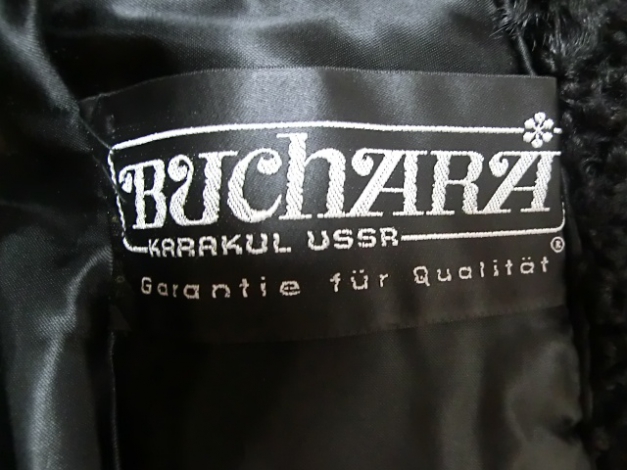 BUChARA
KARAKUL USSR
®
Garantie für Qualität